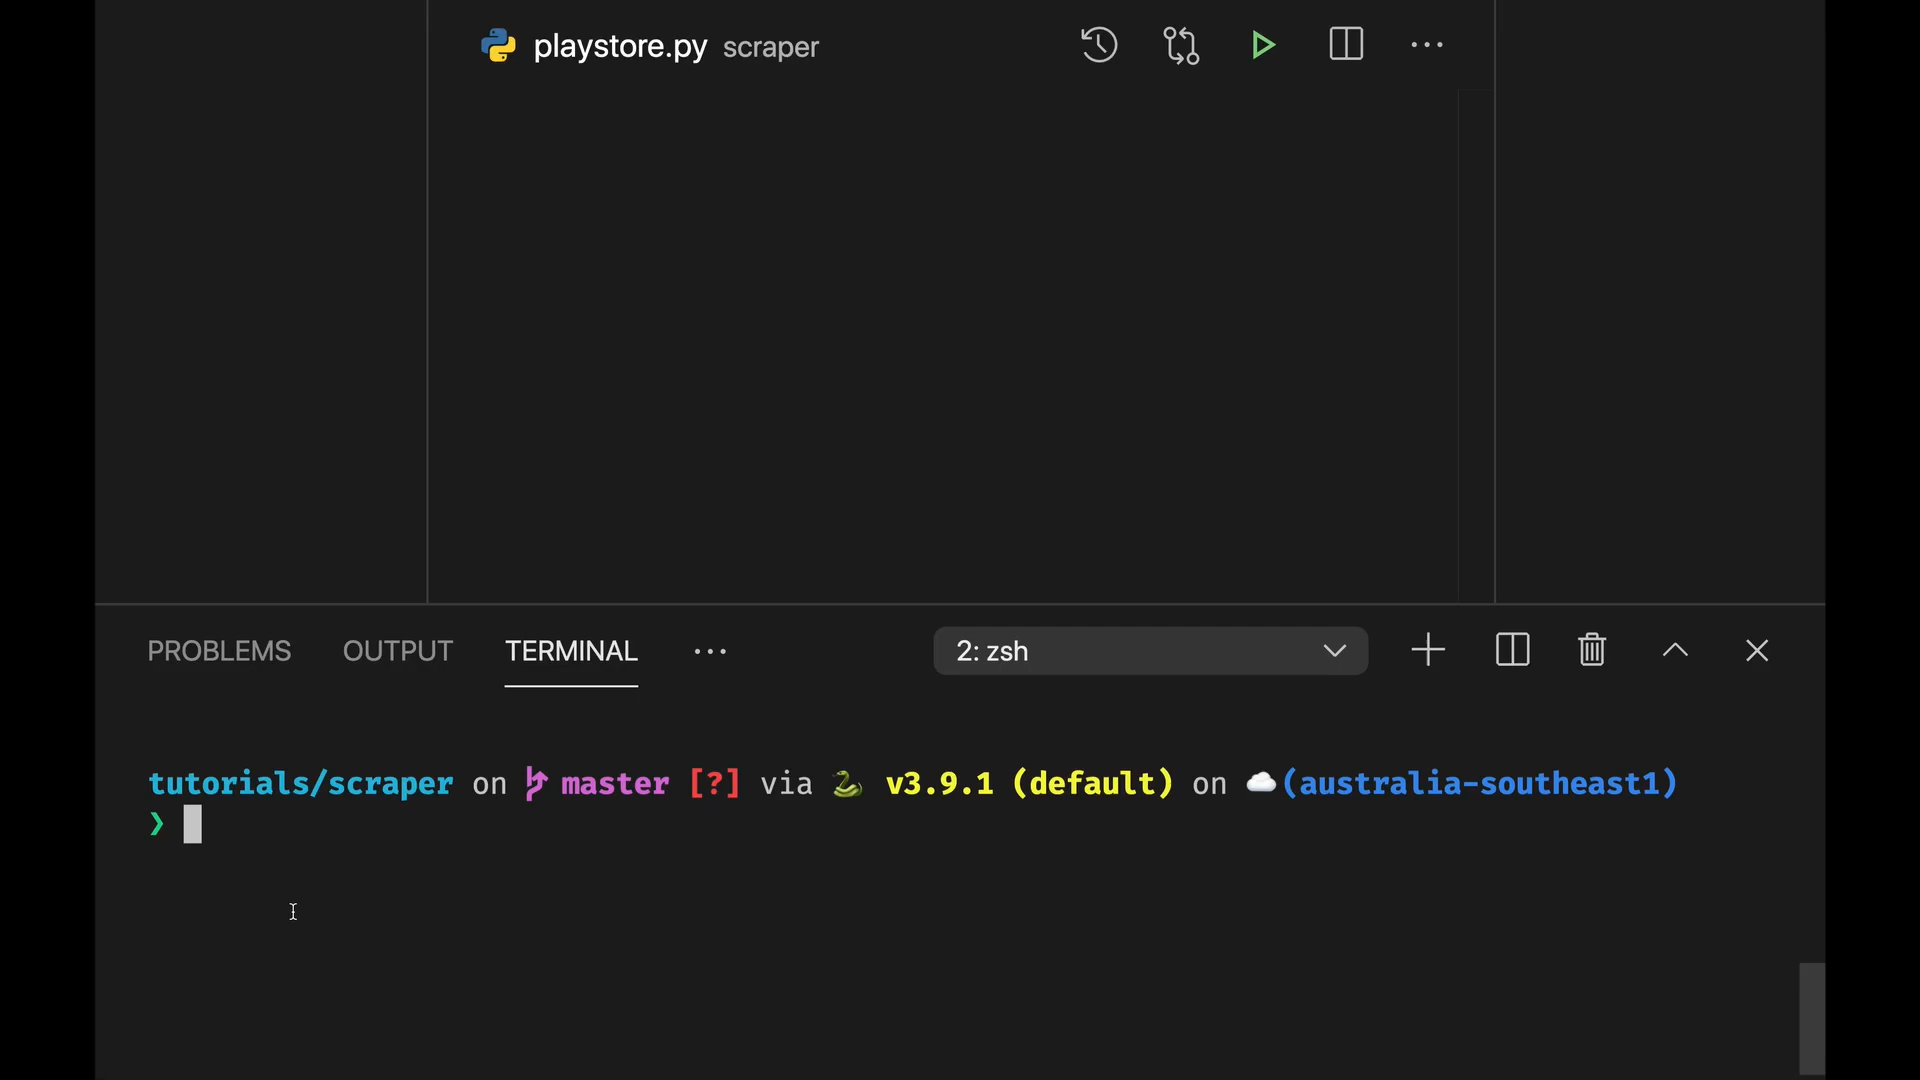 playstore.py scraper
PROBLEMS OUTPUT TERMINAL ··· 2: zsh
tutorials/scraper on master [?] via 🐍 v3.9.1 (default) on ☁️(australia-southeast1)
❯